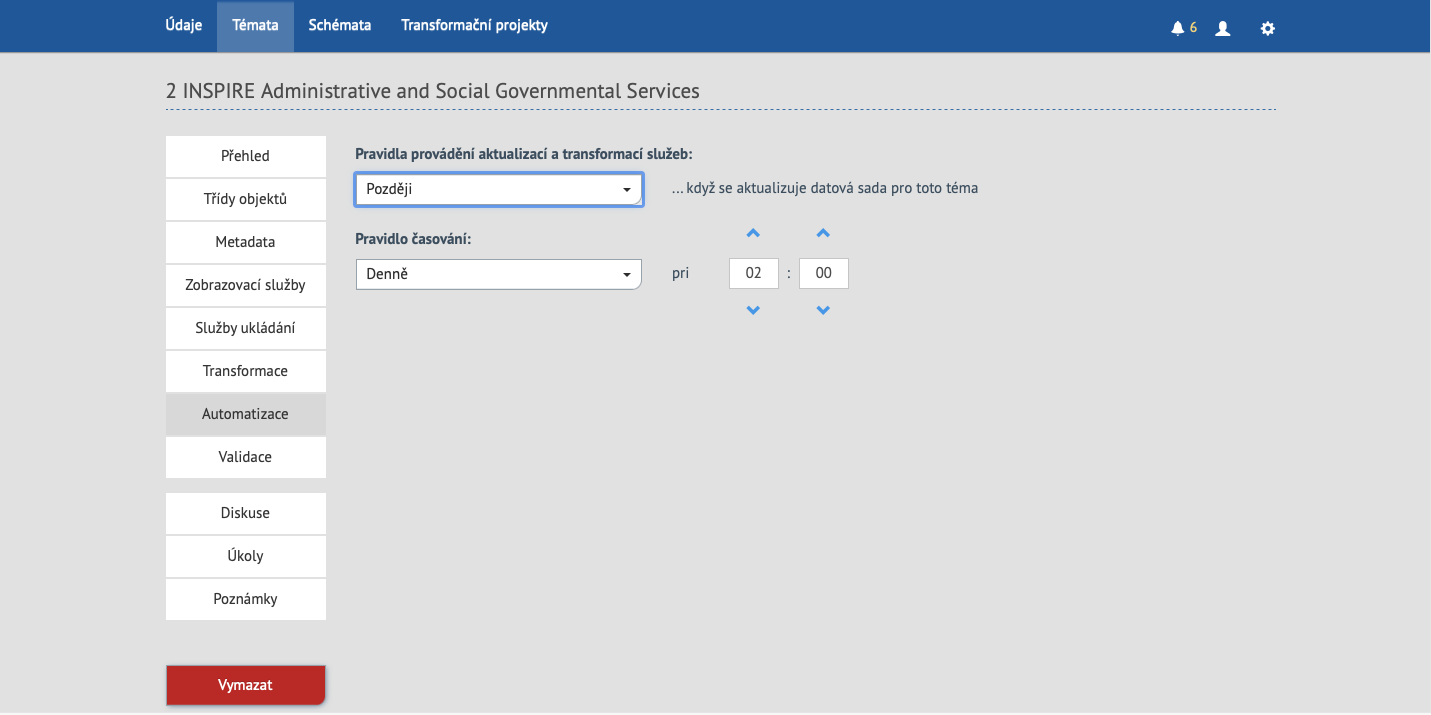 Údaje Témata Schémata Transformační projekty 6
2 INSPIRE Administrative and Social Governmental Services
Přehled
Třídy objektů
Metadata
Zobrazovací služby
Služby ukládání
Transformace
Automatizace
Validace
Diskuse
Úkoly
Poznámky
Vymazat
Pravidla provádění aktualizací a transformací služeb:
Později ... když se aktualizuje datová sada pro toto téma
Pravidlo časování:
Denně pri 02 : 00